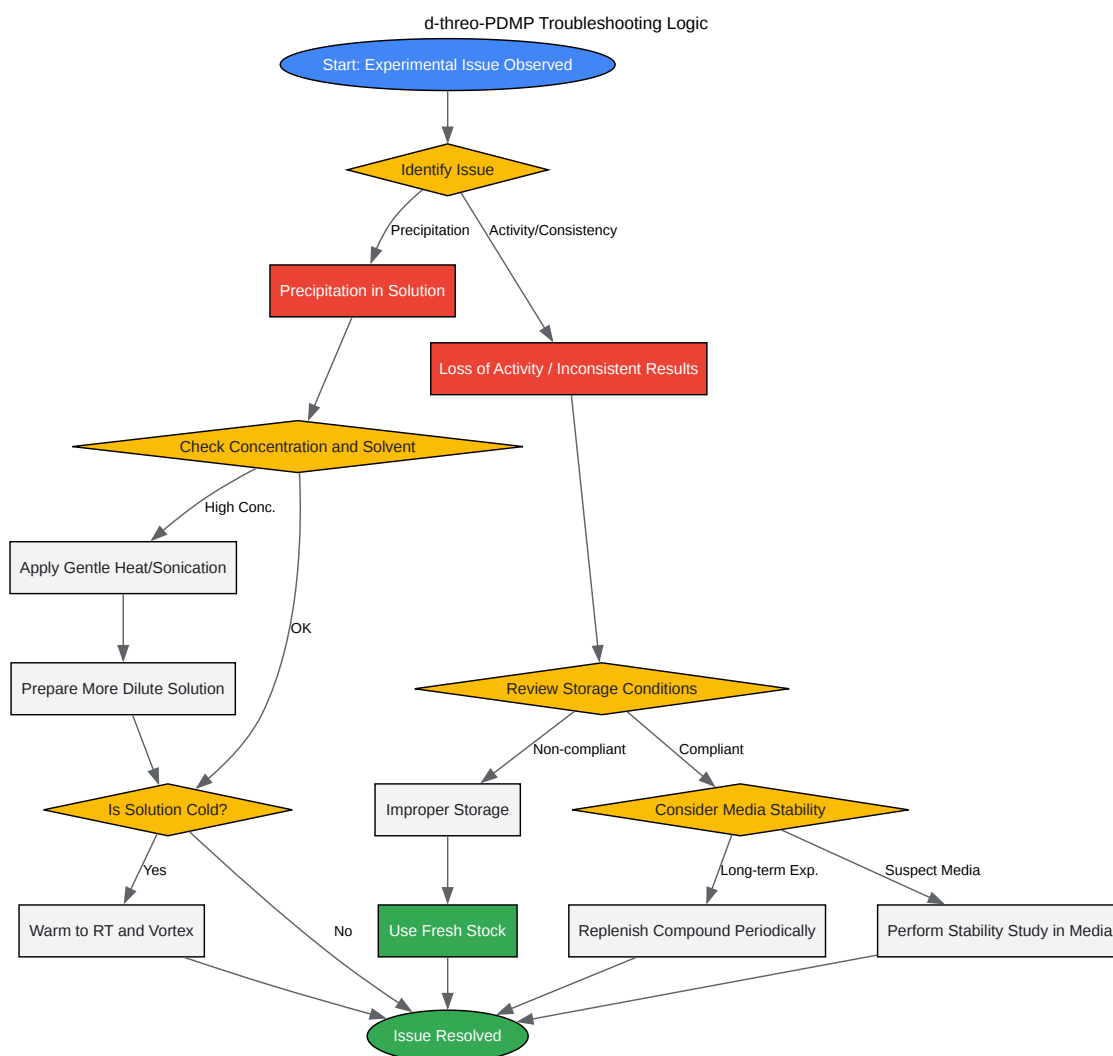 d-threo-PDMP Troubleshooting Logic
Start: Experimental Issue Observed
Identify Issue
Precipitation
Activity/Consistency
Precipitation in Solution
Loss of Activity / Inconsistent Results
Check Concentration and Solvent
High Conc.
Apply Gentle Heat/Sonication
OK
Prepare More Dilute Solution
Review Storage Conditions
Non-compliant
Compliant
Is Solution Cold?
Improper Storage
Consider Media Stability
Yes
Long-term Exp.
Suspect Media
Warm to RT and Vortex
No
Use Fresh Stock
Replenish Compound Periodically
Perform Stability Study in Media
Issue Resolved